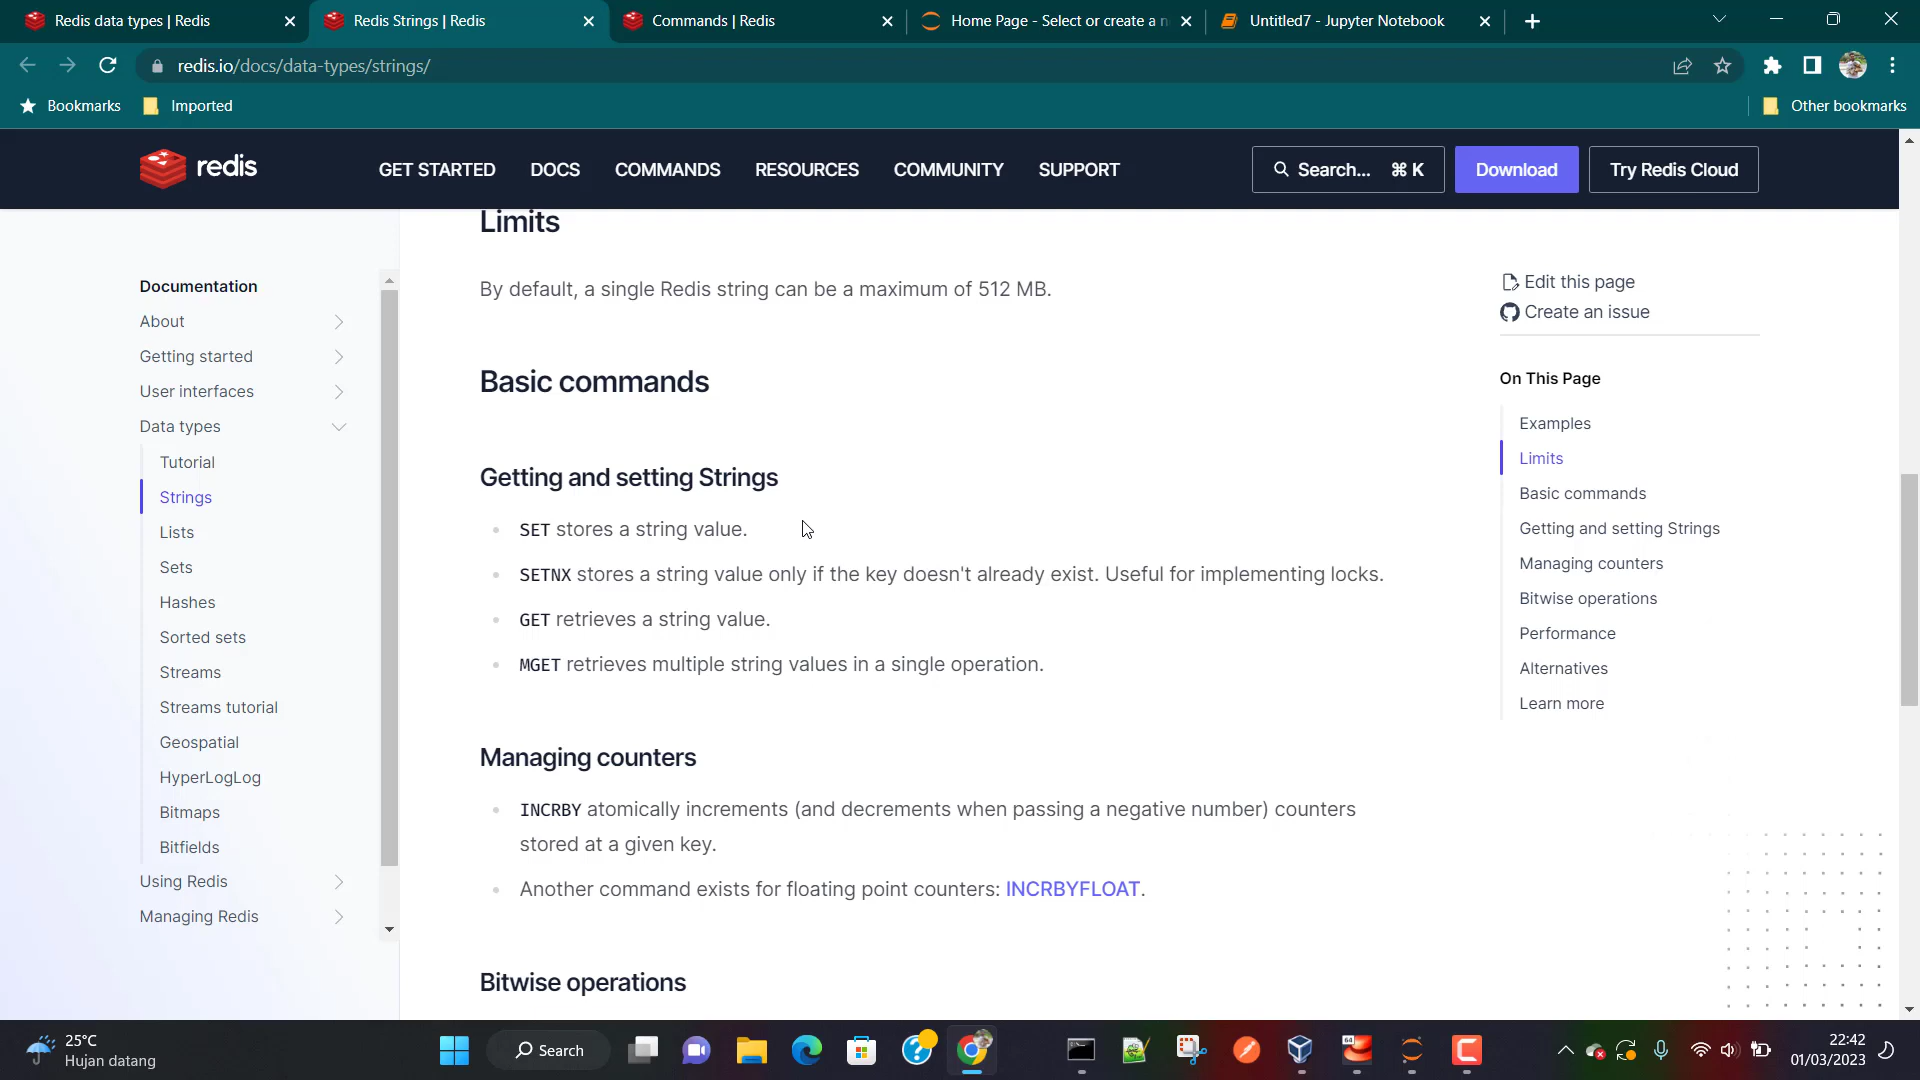 Redis data types | Redis
Redis Strings | Redis
Commands | Redis
Home Page - Select or create a n
Untitled7 - Jupyter Notebook
redis.io/docs/data-types/strings/
Bookmarks
Imported
Other bookmarks
redis
GET STARTED
DOCS
COMMANDS
RESOURCES
COMMUNITY
SUPPORT
Search... ⌘ K
Download
Try Redis Cloud
Documentation
About
Getting started
User interfaces
Data types
Tutorial
Strings
Lists
Sets
Hashes
Sorted sets
Streams
Streams tutorial
Geospatial
HyperLogLog
Bitmaps
Bitfields
Using Redis
Managing Redis
Limits
By default, a single Redis string can be a maximum of 512 MB.
Basic commands
Getting and setting Strings
SET stores a string value.
SETNX stores a string value only if the key doesn't already exist. Useful for implementing locks.
GET retrieves a string value.
MGET retrieves multiple string values in a single operation.
Managing counters
INCRBY atomically increments (and decrements when passing a negative number) counters
stored at a given key.
Another command exists for floating point counters: INCRBYFLOAT.
Bitwise operations
Edit this page
Create an issue
On This Page
Examples
Limits
Basic commands
Getting and setting Strings
Managing counters
Bitwise operations
Performance
Alternatives
Learn more
25°C
Hujan datang
Search
64
22:42
01/03/2023